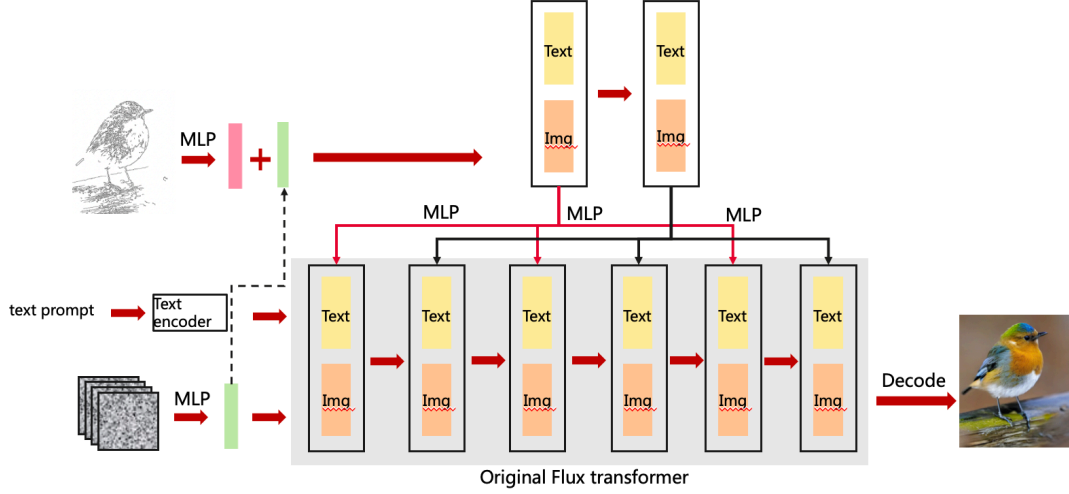 Text
Text
Img
Img
MLP
MLP
MLP
MLP
text prompt
Text
encoder
Text
Text
Text
Text
Text
Text
MLP
Img
Img
Img
Img
Img
Img
Decode
Original Flux transformer